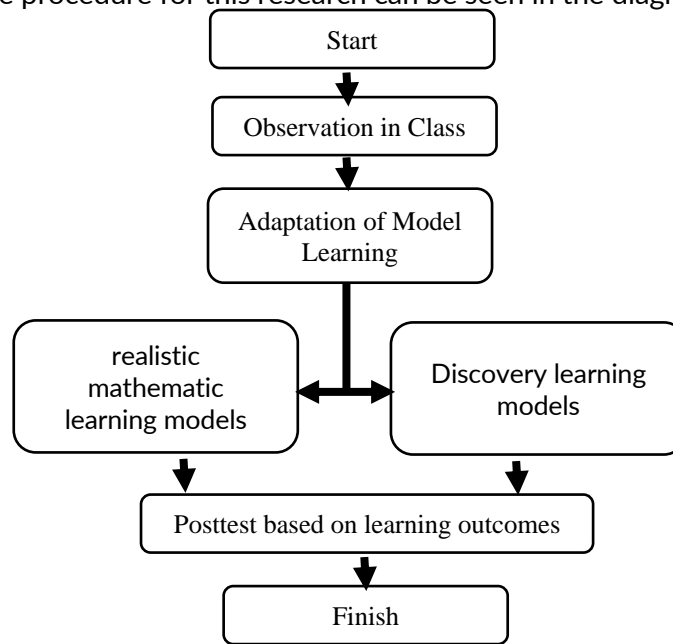 e procedure for this research can be seen in the diag
Start
Observation in Class
Adaptation of Model
Learning
realistic
mathematic
learning models
Discovery learning
models
Posttest based on learning outcomes
Finish